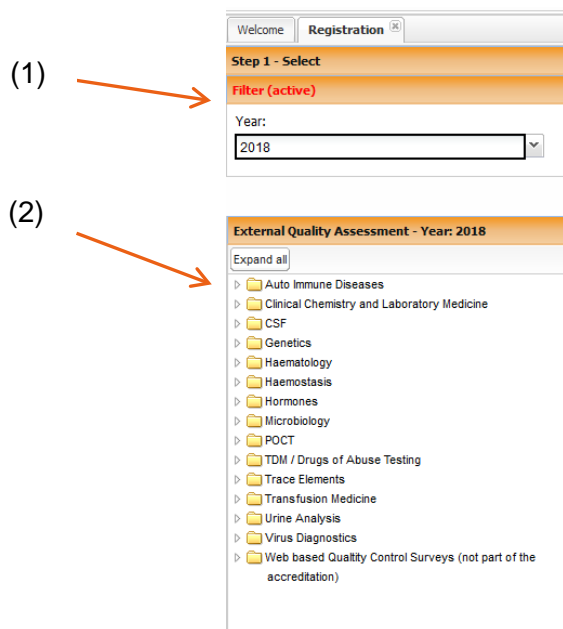 Welcome
Registration
(1)
Step 1 - Select
Filter (active)
Year:
2018
(2)
External Quality Assessment - Year: 2018
Expand all
Auto Immune Diseases
Clinical Chemistry and Laboratory Medicine
CSF
Genetics
Haematology
Haemostasis
Hormones
Microbiology
POCT
TDM / Drugs of Abuse Testing
Trace Elements
Transfusion Medicine
Urine Analysis
Virus Diagnostics
Web based Qualtity Control Surveys (not part of the
accreditation)